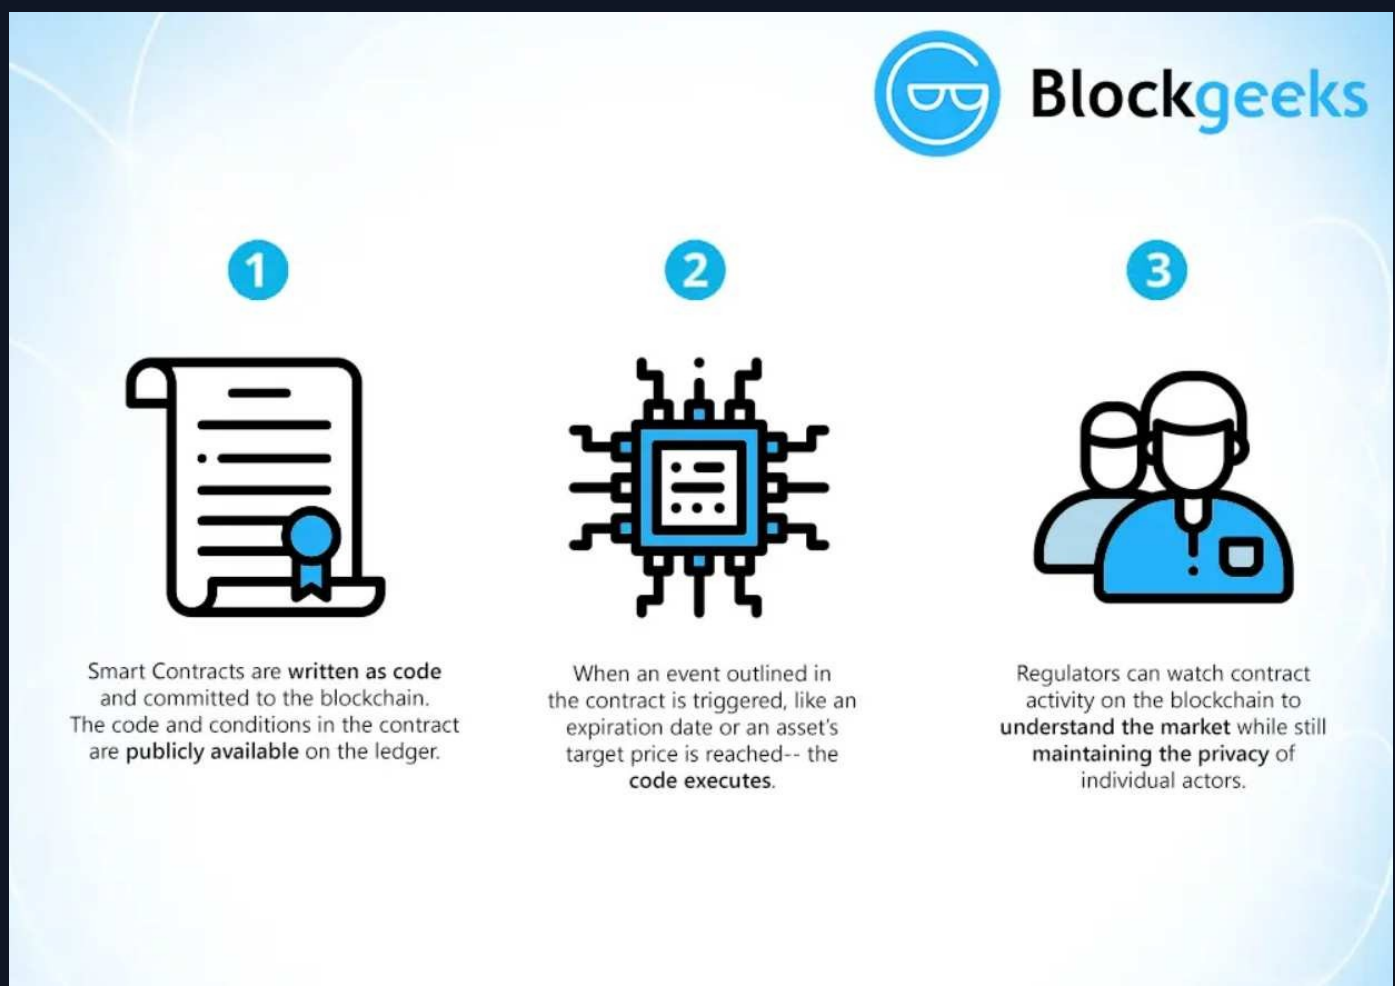 Blockgeeks
1
Smart Contracts are written as code
and committed to the blockchain.
The code and conditions in the contract
are publicly available on the ledger.
2
When an event outlined in
the contract is triggered, like an
expiration date or an asset's
target price is reached-- the
code executes.
3
Regulators can watch contract
activity on the blockchain to
understand the market while still
maintaining the privacy of
individual actors.